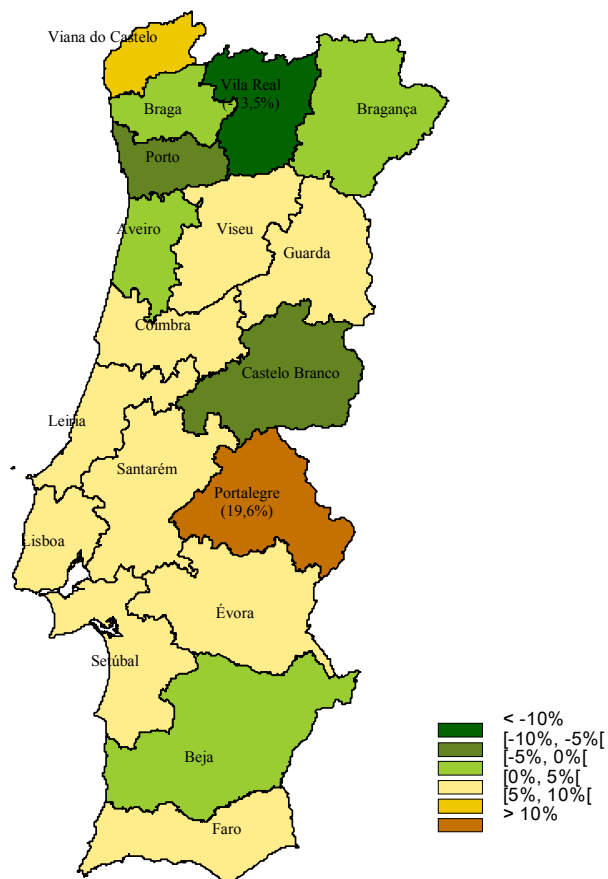 Viana do Castelo
Vila Real
(-13,5%)
Braga
Bragança
Porto
Aveiro
Viseu
Guarda
Coimbra
Castelo Branco
Leiria
Santarém
Portalegre
(19,6%)
Lisboa
Évora
Setúbal
Beja
Faro
< -10%
[-10%, -5%[
[-5%, 0%[
[0%, 5%[
[5%, 10%[
> 10%